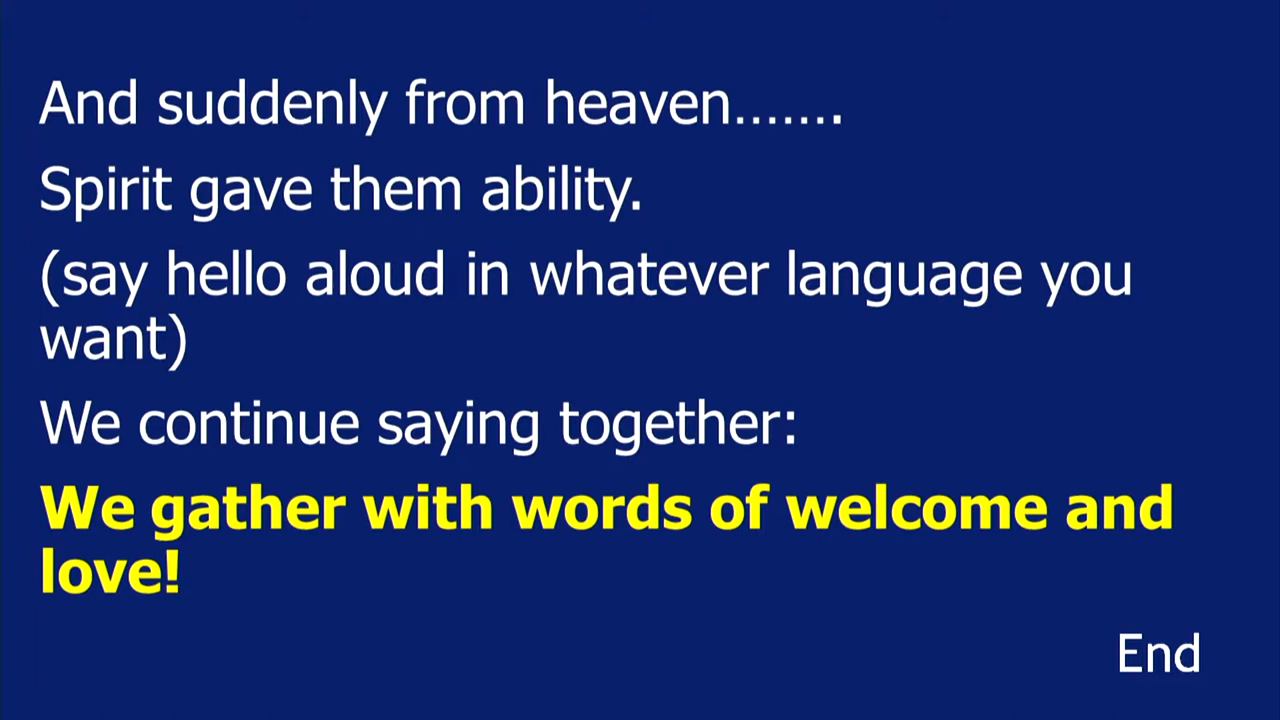 And suddenly from heaven…….
Spirit gave them ability.
(say hello aloud in whatever language you
want)
We continue saying together:
We gather with words of welcome and
love!
End